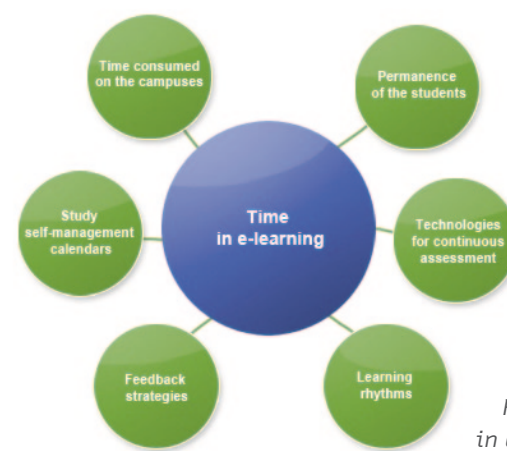 Time consumed
on the campuses
Permanence
of the students
Study
self-management
calendars
Time
in e-learning
Technologies
for continuous
assessment
Feedback
strategies
Learning
rhythms
in